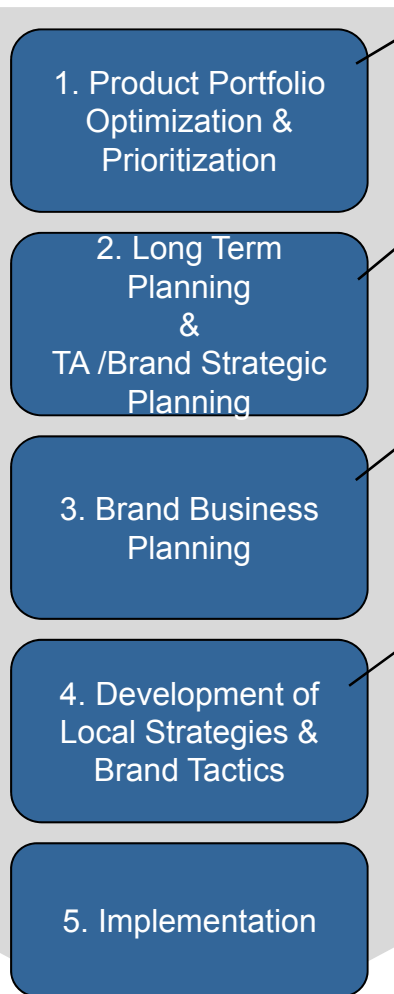 1. Product Portfolio
Optimization &
Prioritization
2. Long Term
Planning
&
TA /Brand Strategic
Planning
3. Brand Business
Planning
4. Development of
Local Strategies &
Brand Tactics
5. Implementation